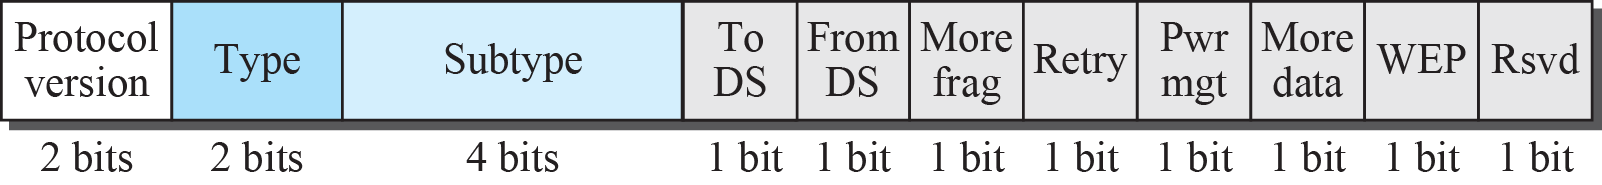 Protocol version
Type
Subtype
To DS
From DS
More frag
Retry
Pwr mgt
More data
WEP
Rsvd
2 bits
2 bits
4 bits
1 bit
1 bit
1 bit
1 bit
1 bit
1 bit
1 bit
1 bit